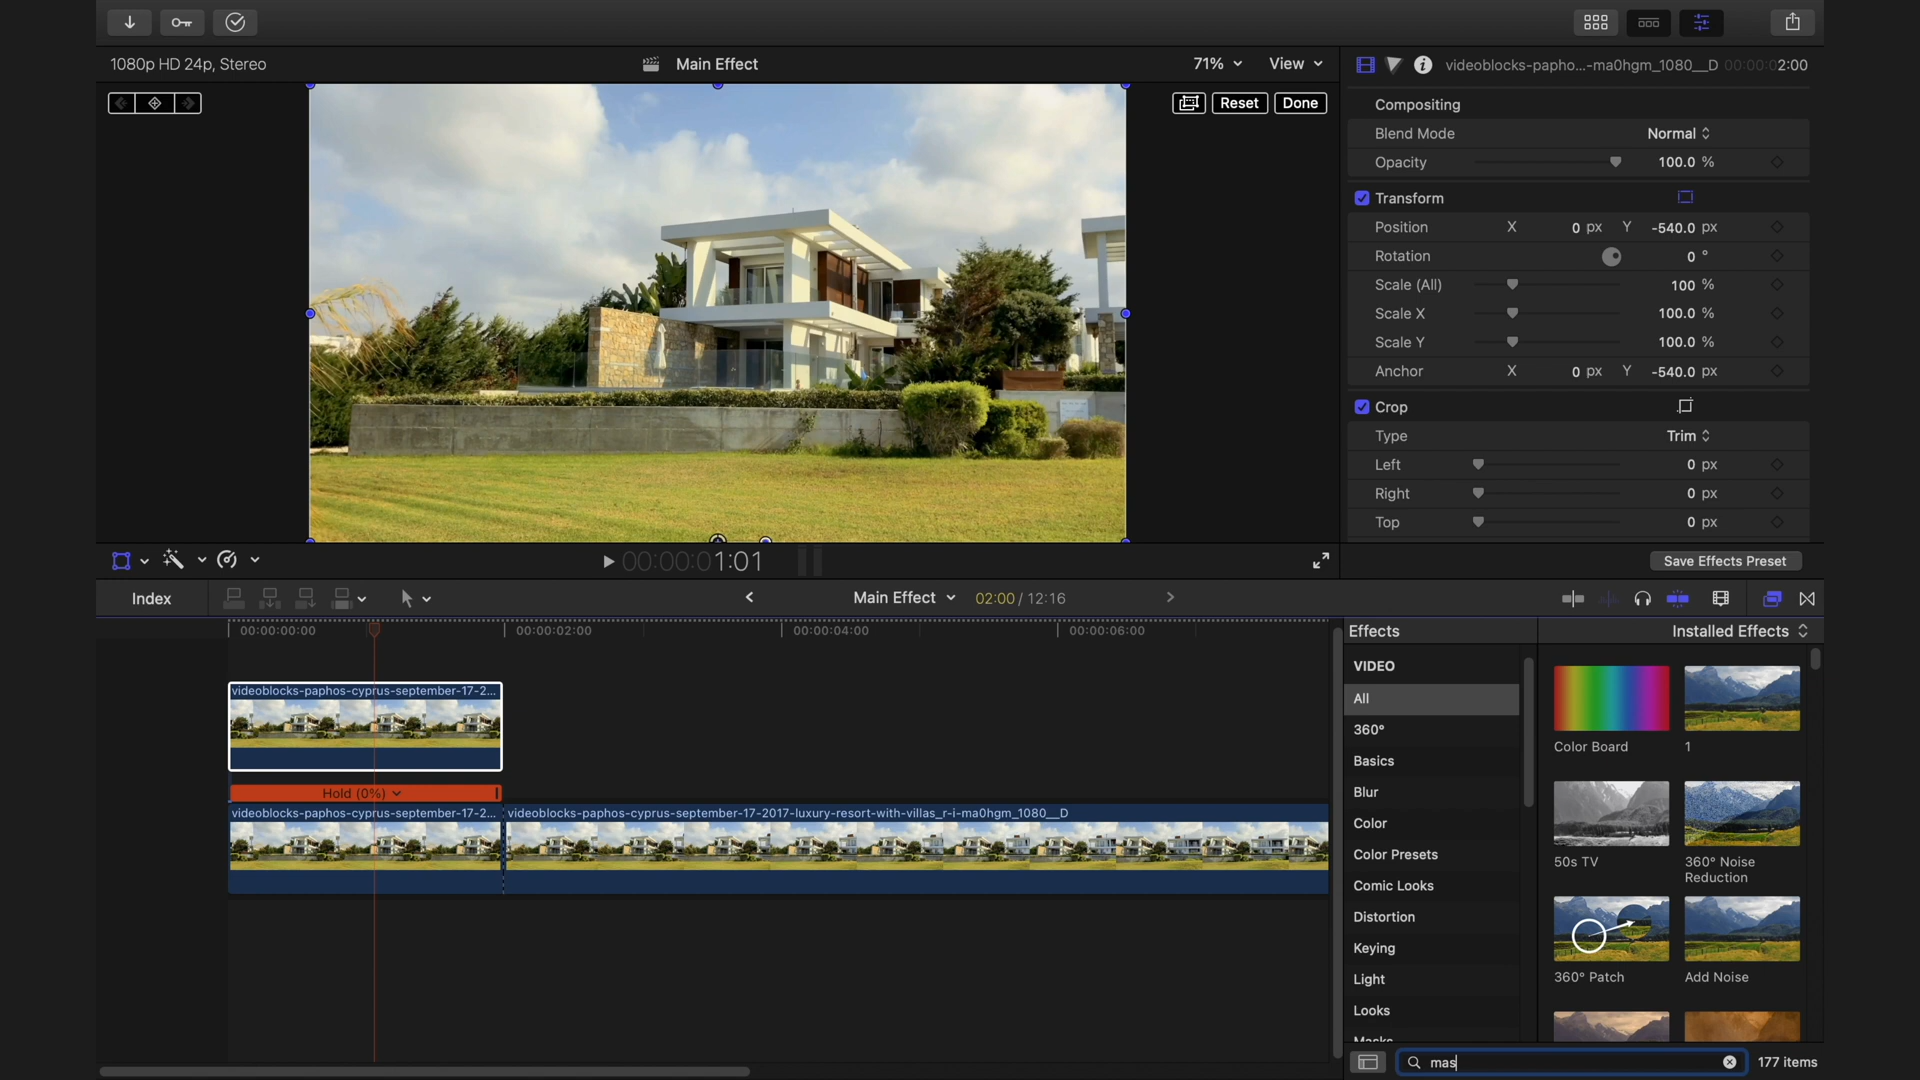 1080p HD 24p, Stereo
Main Effect
71%
View
videoblocks-papho...-ma0hgm_1080__D
00:00:02:00
Reset
Done
Compositing
Blend Mode
Normal
Opacity
100.0 %
Transform
Position X 0 px Y -540.0 px
Rotation 0 °
Scale (All) 100 %
Scale X 100.0 %
Scale Y 100.0 %
Anchor X 0 px Y -540.0 px
Crop
Type Trim
Left 0 px
Right 0 px
Top 0 px
00:00:01:01
Save Effects Preset
Index
Main Effect
02:00 / 12:16
00:00:00:00
00:00:02:00
00:00:04:00
00:00:06:00
videoblocks-paphos-cyprus-september-17-2...
Hold (0%)
videoblocks-paphos-cyprus-september-17-2...
videoblocks-paphos-cyprus-september-17-2017-luxury-resort-with-villas_r-i-ma0hgm_1080__D
Effects
Installed Effects
VIDEO
All
360°
Basics
Blur
Color
Color Presets
Comic Looks
Distortion
Keying
Light
Looks
Masks
Color Board
1
50s TV
360° Noise
Reduction
360° Patch
Add Noise
mas
177 items